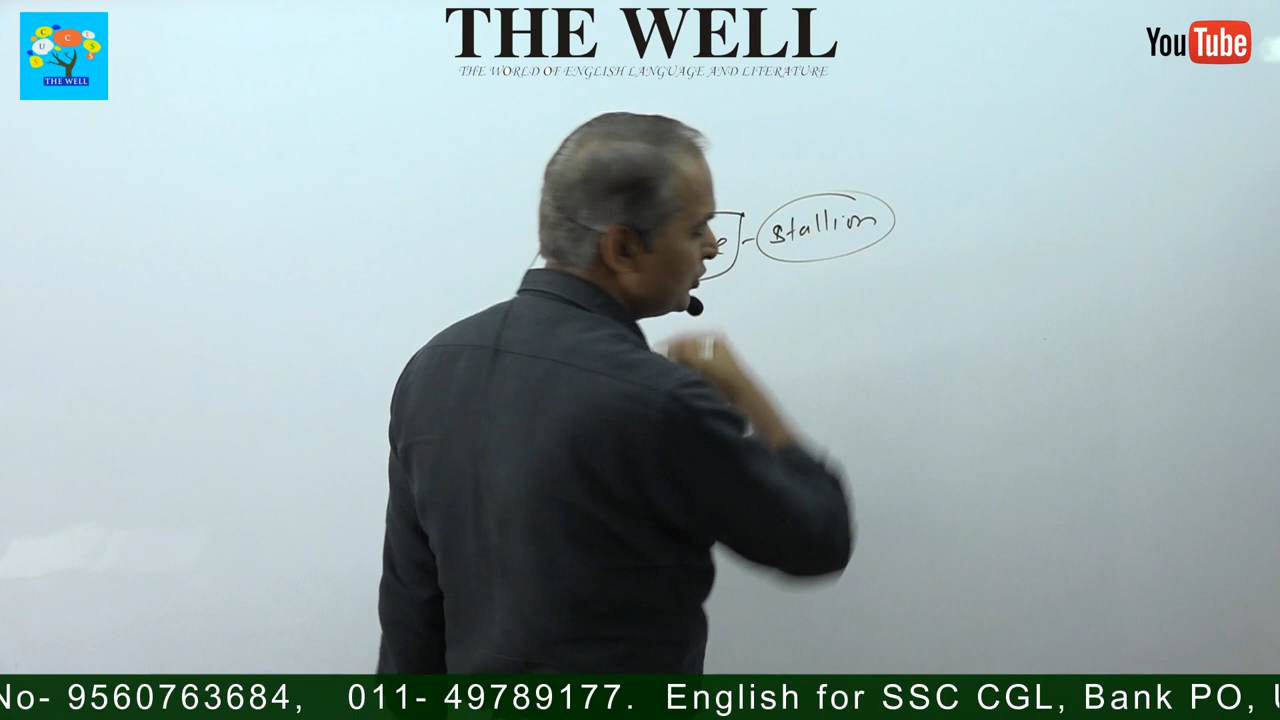 THE WELL
THE WORLD OF ENGLISH LANGUAGE AND LITERATURE
YouTube
S U C C E S S
THE WELL
e - stallion
No- 9560763684, 011- 49789177. English for SSC CGL, Bank PO, U